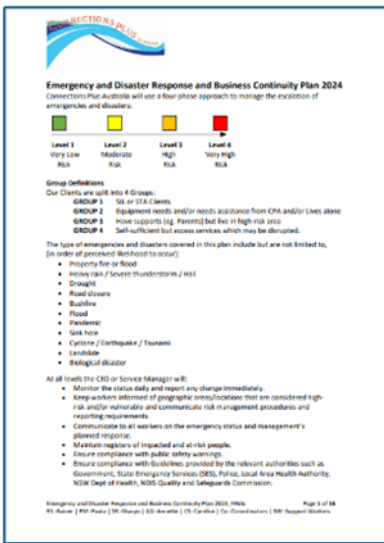 CONNECTIONS PLUS
Emergency and Disaster Response and Business Continuity Plan 2024
Connections Plus Australia will use a four-phase approach to manage the escalation of
emergencies and disasters:
Level 1 Level 2 Level 3 Level 4
Very Low Moderate High Very High
Risk Risk Risk Risk
Group Definitions
Our Clients are split into 4 Groups:
GROUP 1 SIL or STA Clients
GROUP 2 Equipment needs and/or needs assistance from CPA and/or Lives alone
GROUP 3 Have supports (eg. Parents) but live in high-risk area
GROUP 4 Self-sufficient but access services which may be disrupted.
The type of emergencies and disasters covered in this plan include but are not limited to,
(in order of perceived likelihood to occur):
• Property fire or flood
• Heavy rain / Severe thunderstorm / Hail
• Drought
• Road closure
• Bushfire
• Flood
• Pandemic
• Sink hole
• Cyclone / Earthquake / Tsunami
• Landslide
• Biological disaster
At all levels the CEO or Service Manager will:
• Monitor the status daily and report any change immediately.
• Keep workers informed of geographic areas/locations that are considered high-
risk and/or vulnerable and communicate risk management procedures and
reporting requirements.
• Communicate to all workers on the emergency status and management's
planned response.
• Maintain registers of impacted and at-risk people.
• Ensure compliance with public safety warnings.
• Ensure compliance with Guidelines provided by the relevant authorities such as
Government, State Emergency Services (SES), Police, Local Area Health Authority,
NSW Dept of Health, NDIS Quality and Safeguards Commission.
Emergency and Disaster Response and Business Continuity Plan 2024_FINAL Page 1 of 16